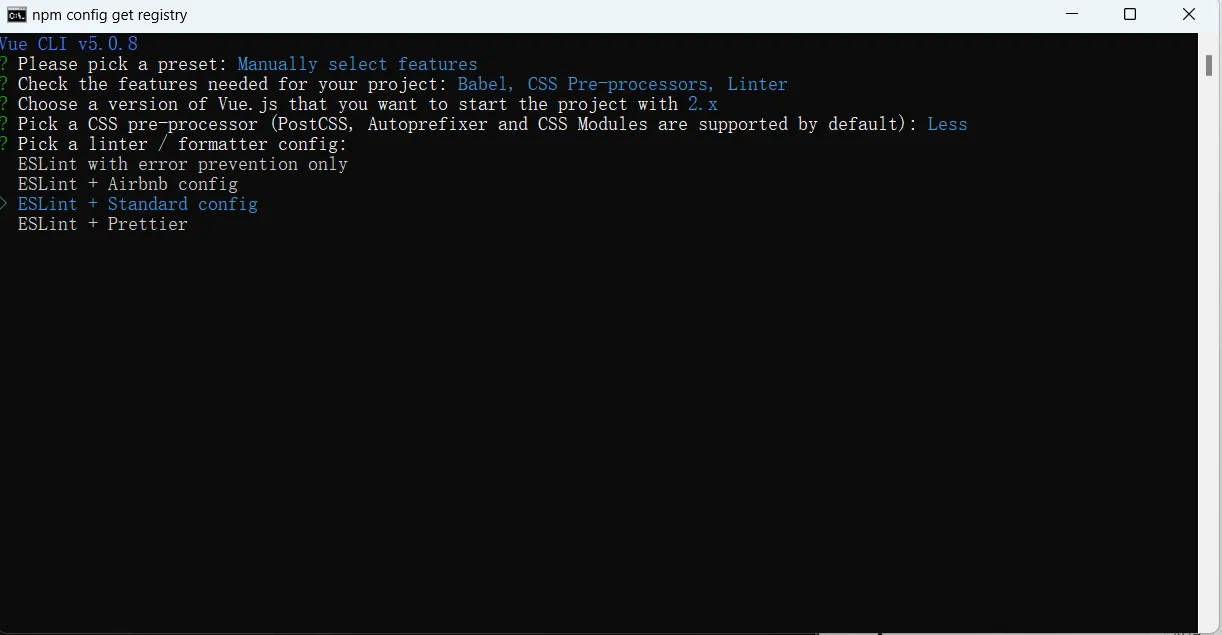 npm config get registry
Vue CLI v5.0.8
? Please pick a preset: Manually select features
? Check the features needed for your project: Babel, CSS Pre-processors, Linter
? Choose a version of Vue.js that you want to start the project with 2.x
? Pick a CSS pre-processor (PostCSS, Autoprefixer and CSS Modules are supported by default): Less
? Pick a linter / formatter config:
ESLint with error prevention only
ESLint + Airbnb config
> ESLint + Standard config
ESLint + Prettier